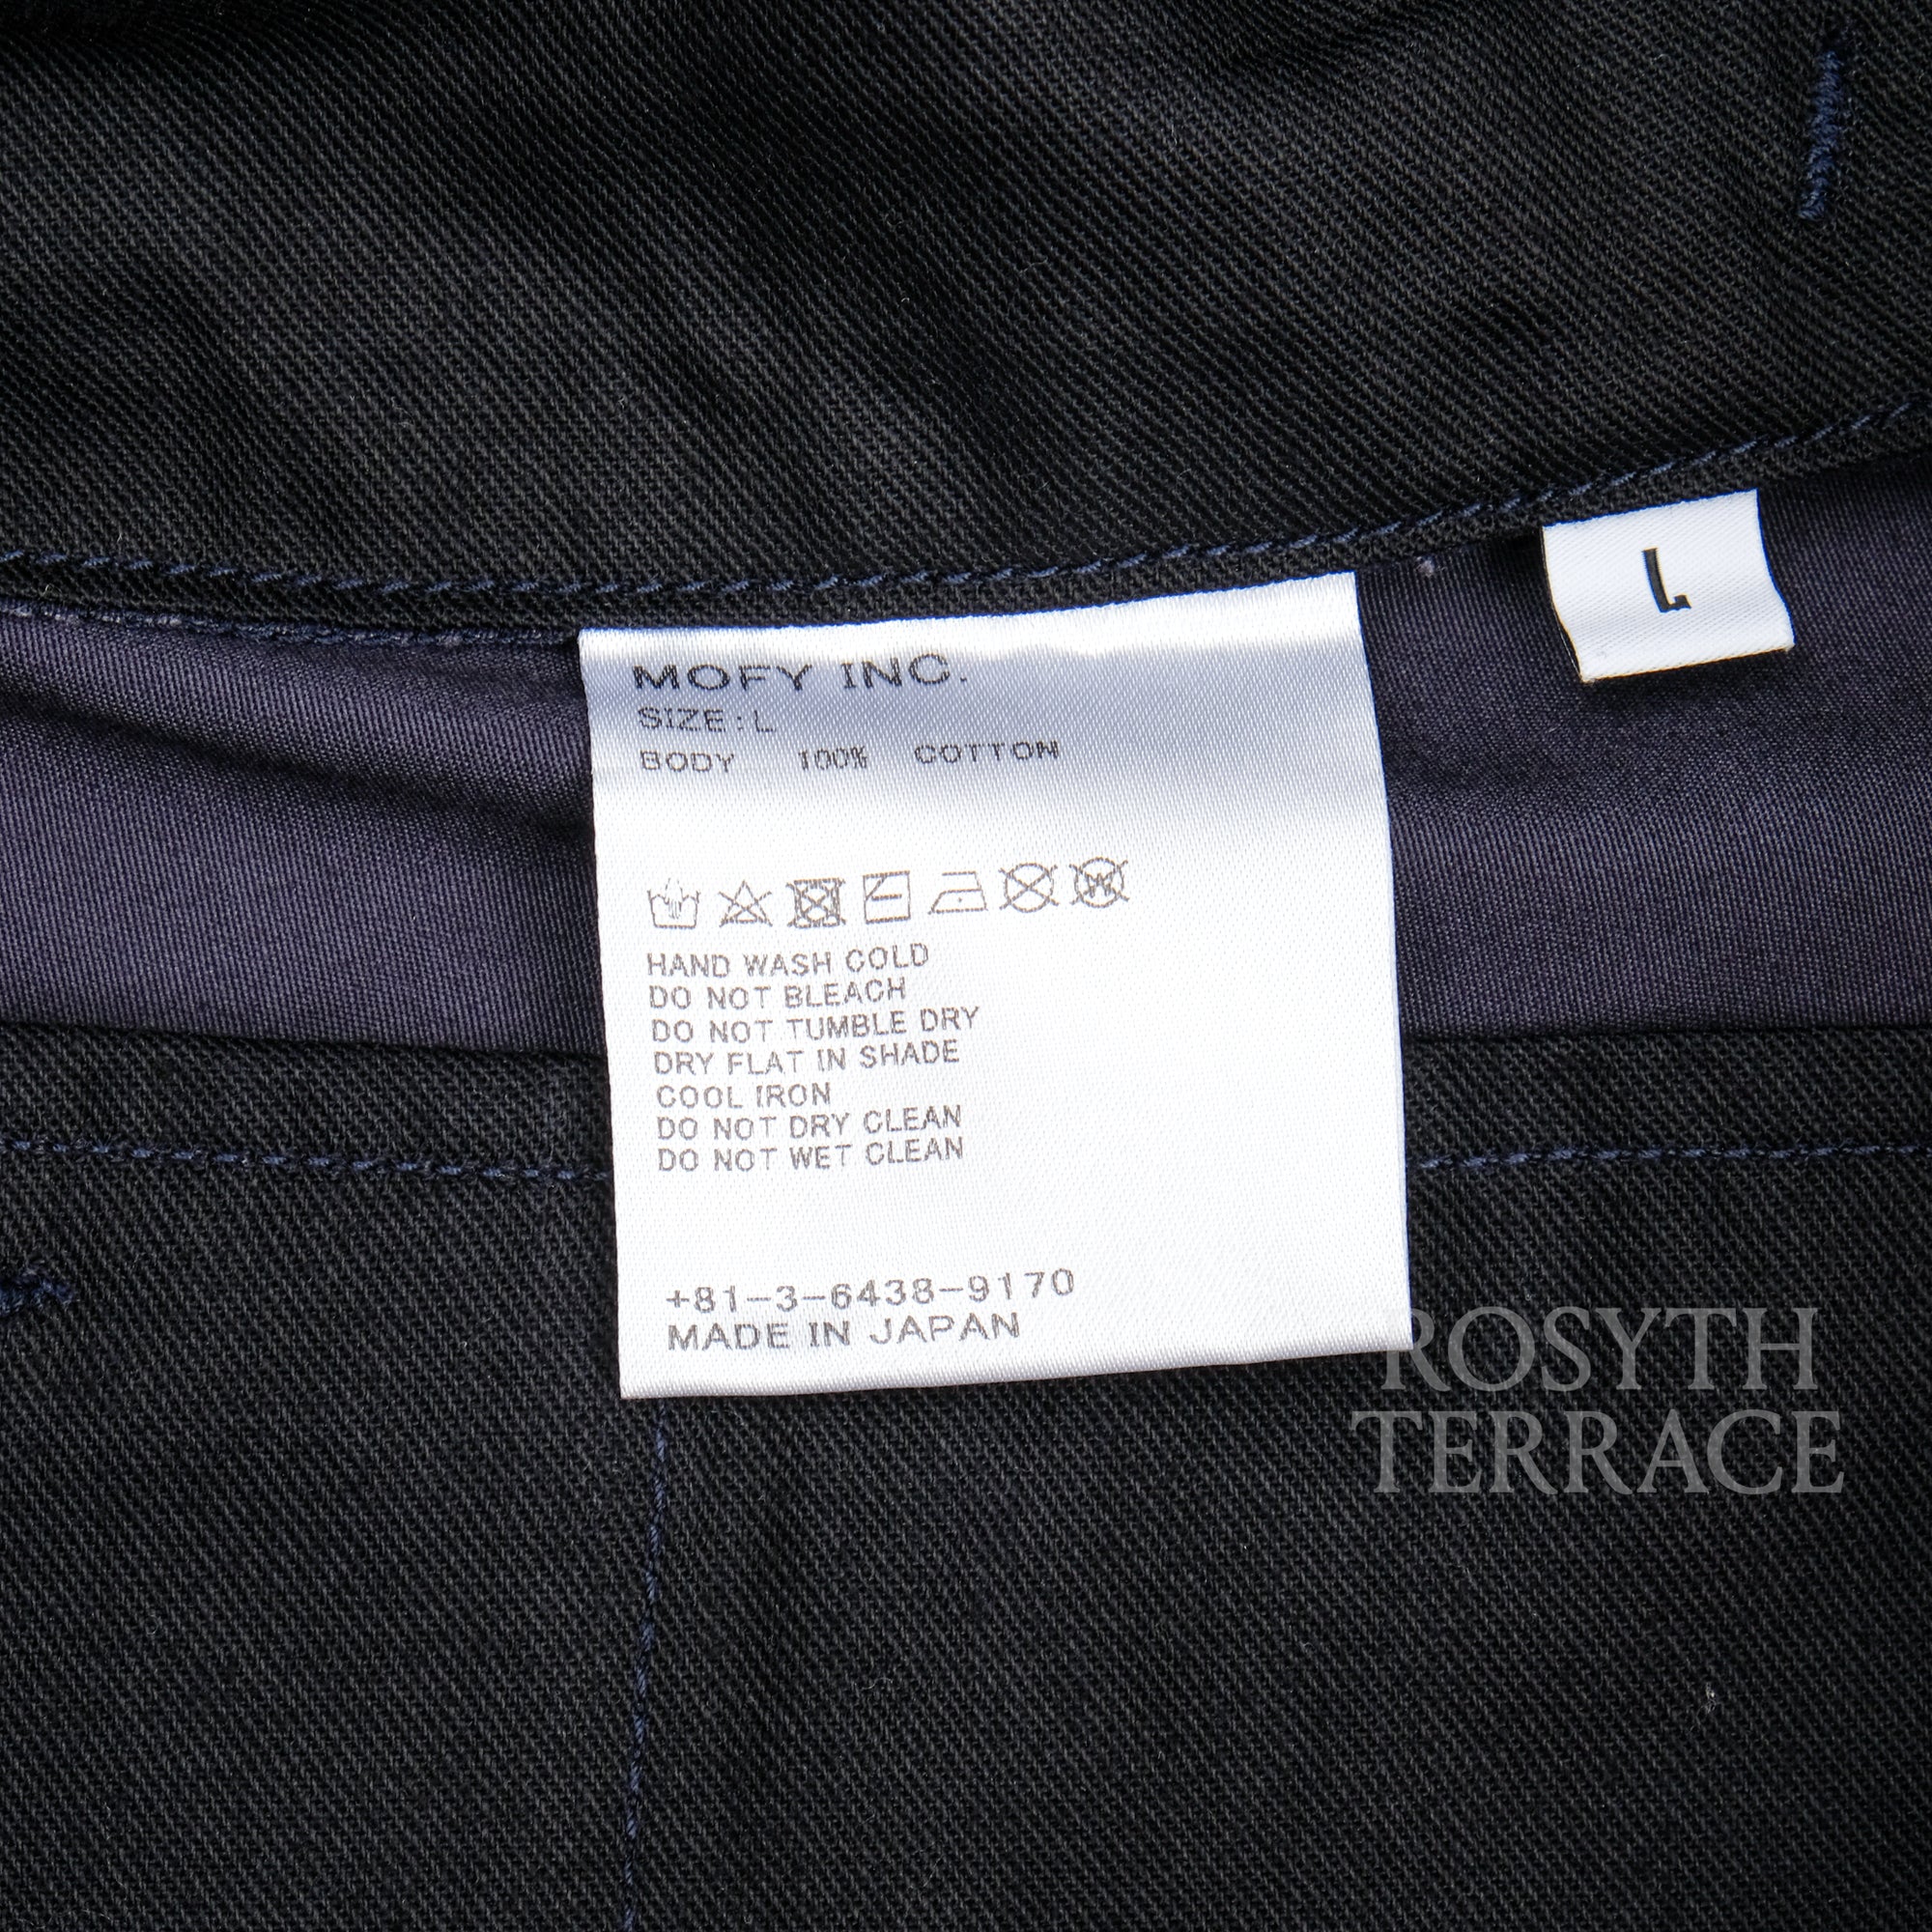 L
MOFY INC.
SIZE:L
BODY 100% COTTON
W
HAND WASH COLD
DO NOT BLEACH
DO NOT TUMBLE DRY
DRY FLAT IN SHADE
COOL IRON
DO NOT DRY CLEAN
DO NOT WET CLEAN
+81-3-6438-9170
MADE IN JAPAN
ROSYTH
TERRACE